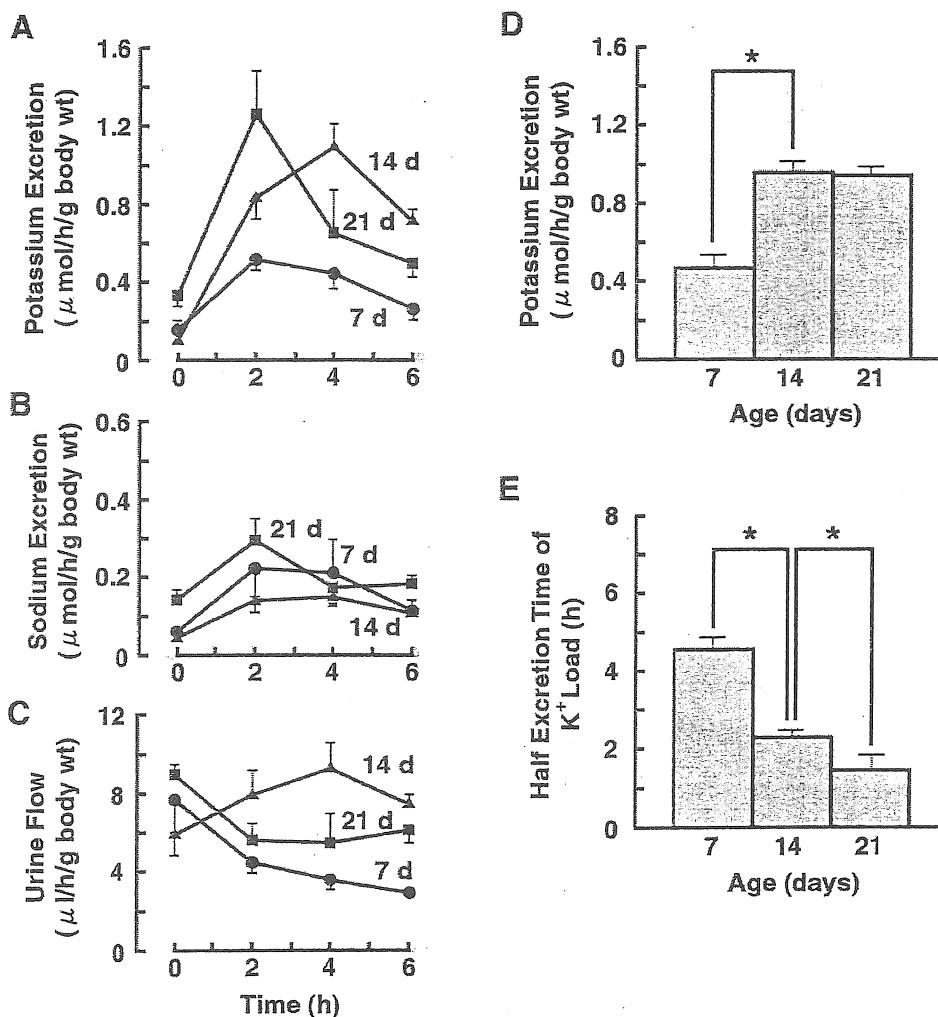 A
Potassium Excretion
(μ mol/h/g body wt)
1.6
1.2
0.8
0.4
0
14 d
21 d
7 d
0 2 4 6
B
Sodium Excretion
(μ mol/h/g body wt)
0.6
0.4
0.2
0
21 d
7 d
14 d
0 2 4 6
C
Urine Flow
(μ l/h/g body wt)
12
8
4
0
14 d
21 d
7 d
0 2 4 6
Time (h)
D
Potassium Excretion
(μ mol/h/g body wt)
1.6
1.2
0.8
0.4
0
*
7 14 21
Age (days)
E
Half Excretion Time of
K+ Load (h)
8
6
4
2
0
* *
7 14 21
Age (days)